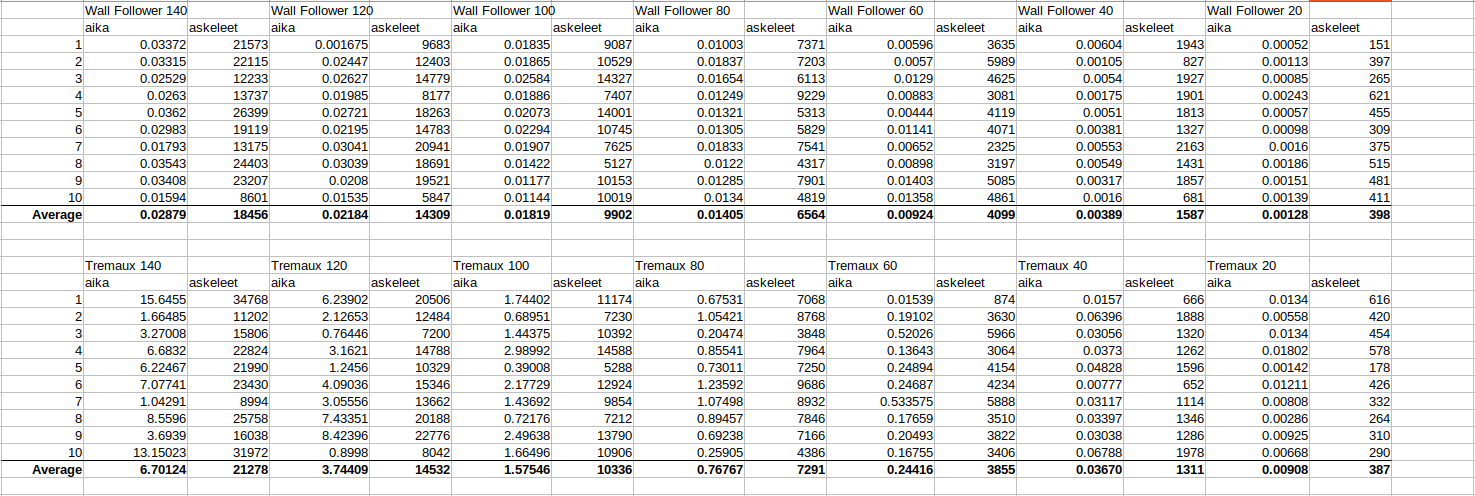 Wall Follower 140 Wall Follower 120 Wall Follower 100 Wall Follower 80 Wall Follower 60 Wall Follower 40 Wall Follower 20
aika askeleet aika askeleet aika askeleet aika askeleet aika askeleet aika askeleet aika askeleet
1 0.03372 21573 0.001675 9683 0.01835 9087 0.01003 7371 0.00596 3635 0.00604 1943 0.00052 151
2 0.03315 22115 0.02447 12403 0.01865 10529 0.01837 7203 0.0057 5989 0.00105 827 0.00113 397
3 0.02529 12233 0.02627 14779 0.02584 14327 0.01654 6113 0.0129 4625 0.0054 1927 0.00085 265
4 0.0263 13737 0.01985 8177 0.01886 7407 0.01249 9229 0.00883 3081 0.00175 1901 0.00243 621
5 0.0362 26399 0.02721 18263 0.02073 14001 0.01321 5313 0.00444 4119 0.0051 1813 0.00057 455
6 0.02983 19119 0.02195 14783 0.02294 10745 0.01305 5829 0.01141 4071 0.00381 1327 0.00098 309
7 0.01793 13175 0.03041 20941 0.01907 7625 0.01833 7541 0.00652 2325 0.00553 2163 0.0016 375
8 0.03543 24403 0.03039 18691 0.01422 5127 0.0122 4317 0.00898 3197 0.00549 1431 0.00186 515
9 0.03408 23207 0.0208 19521 0.01177 10153 0.01285 7901 0.01403 5085 0.00317 1857 0.00151 481
10 0.01594 8601 0.01535 5847 0.01144 10019 0.0134 4819 0.01358 4861 0.0016 681 0.00139 411
Average 0.02879 18456 0.02184 14309 0.01819 9902 0.01405 6564 0.00924 4099 0.00389 1587 0.00128 398
Tremaux 140 Tremaux 120 Tremaux 100 Tremaux 80 Tremaux 60 Tremaux 40 Tremaux 20
aika askeleet aika askeleet aika askeleet aika askeleet aika askeleet aika askeleet aika askeleet
1 15.6455 34768 6.23902 20506 1.74402 11174 0.67531 7068 0.01539 874 0.0157 666 0.0134 616
2 1.66485 11202 2.12653 12484 0.68951 7230 1.05421 8768 0.19102 3630 0.06396 1888 0.00558 420
3 3.27008 15806 0.76446 7200 1.44375 10392 0.20474 3848 0.52026 5966 0.03056 1320 0.0134 454
4 6.6832 22824 3.1621 14788 2.98992 14588 0.85541 7964 0.13643 3064 0.0373 1262 0.01802 578
5 6.22467 21990 1.2456 10329 0.39008 5288 0.73011 7250 0.24894 4154 0.04828 1596 0.00142 178
6 7.07741 23430 4.09036 15346 2.17729 12924 1.23592 9686 0.24687 4234 0.00777 652 0.01211 426
7 1.04291 8994 3.05556 13662 1.43692 9854 1.07498 8932 0.533575 5888 0.03117 1114 0.00808 332
8 8.5596 25758 7.43351 20188 0.72176 7212 0.89457 7846 0.17659 3510 0.03397 1346 0.00286 264
9 3.6939 16038 8.42396 22776 2.49638 13790 0.69238 7166 0.20493 3822 0.03038 1286 0.00925 310
10 13.15023 31972 0.8998 8042 1.66496 10906 0.25905 4386 0.16755 3406 0.06788 1978 0.00668 290
Average 6.70124 21278 3.74409 14532 1.57546 10336 0.76767 7291 0.24416 3855 0.03670 1311 0.00908 387